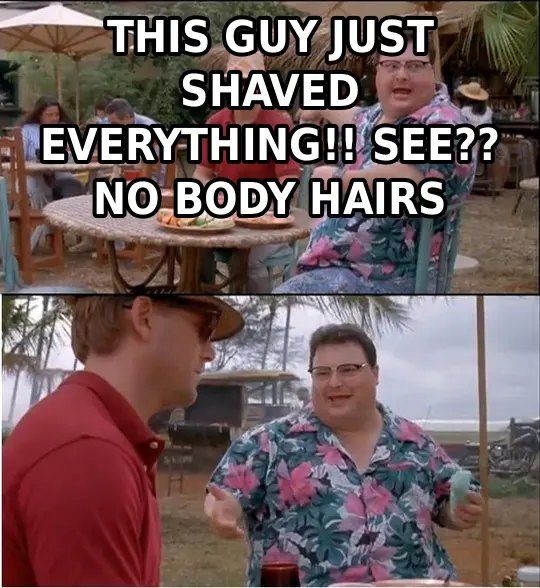 THIS GUY JUST
SHAVED
EVERYTHING!! SEE??
NO BODY HAIRS